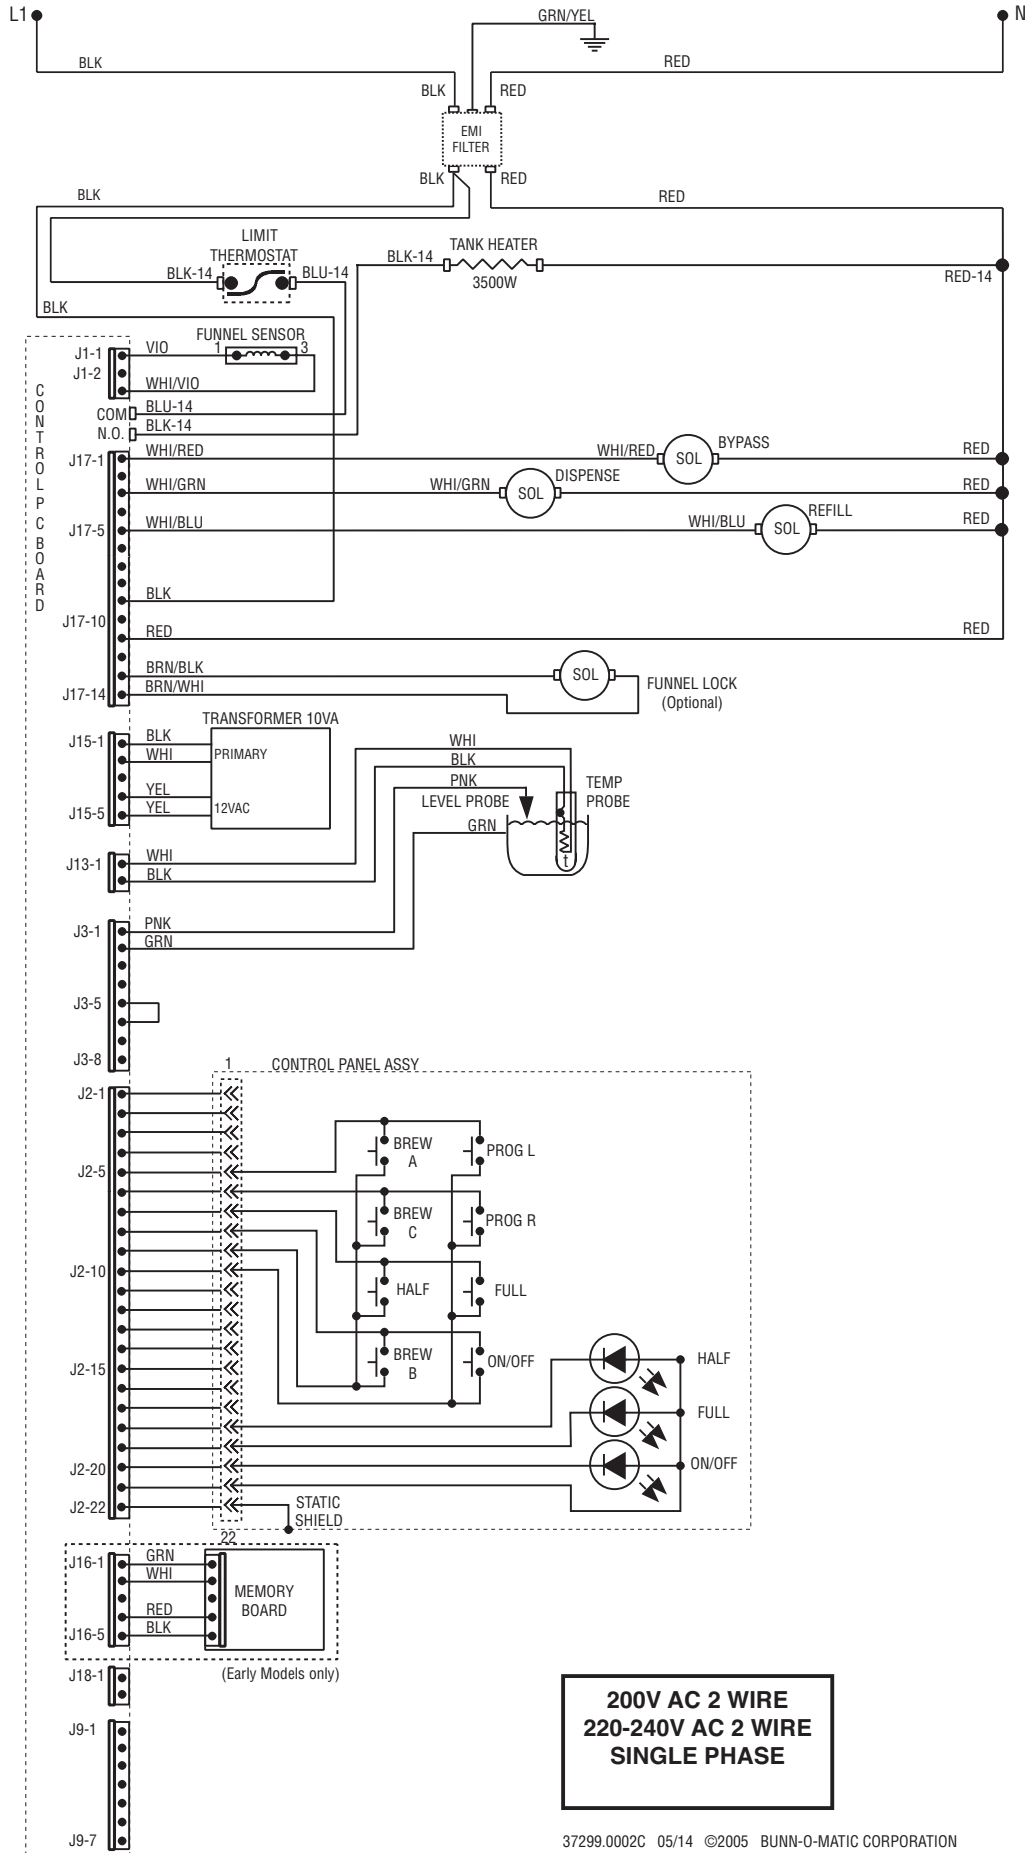 L1
GRN/YEL
N
BLK
RED
BLK
RED
EMI
FILTER
BLK
RED
BLK
RED
LIMIT
THERMOSTAT
BLK-14
BLU-14
BLK-14
TANK HEATER
3500W
RED-14
BLK
CONTROL PC BOARD
J1-1
VIO
FUNNEL SENSOR
1
3
J1-2
WHI/VIO
COM
BLU-14
N.O.
BLK-14
J17-1
WHI/RED
WHI/RED
SOL
BYPASS
RED
WHI/GRN
WHI/GRN
SOL
DISPENSE
RED
J17-5
WHI/BLU
WHI/BLU
SOL
REFILL
RED
BLK
J17-10
RED
RED
BRN/BLK
SOL
FUNNEL LOCK
(Optional)
J17-14
BRN/WHI
TRANSFORMER 10VA
J15-1
BLK
WHI
PRIMARY
YEL
J15-5
YEL
12VAC
WHI
BLK
PNK
LEVEL PROBE
TEMP
PROBE
GRN
t
J13-1
WHI
BLK
J3-1
PNK
GRN
J3-5
J3-8
1
CONTROL PANEL ASSY
J2-1
J2-5
BREW
A
PROG L
BREW
C
PROG R
J2-10
HALF
FULL
BREW
B
ON/OFF
J2-15
HALF
FULL
ON/OFF
J2-20
J2-22
STATIC
SHIELD
22
J16-1
GRN
WHI
MEMORY
BOARD
RED
J16-5
BLK
(Early Models only)
J18-1
J9-1
J9-7
200V AC 2 WIRE
220-240V AC 2 WIRE
SINGLE PHASE
37299.0002C 05/14 ©2005 BUNN-O-MATIC CORPORATION